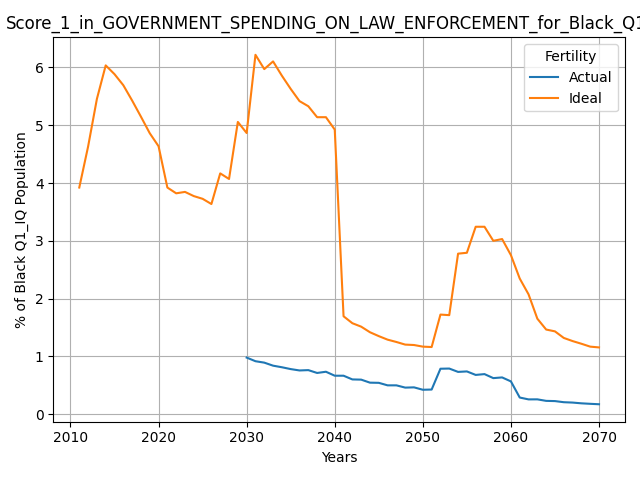 Score_1_in_GOVERNMENT_SPENDING_ON_LAW_ENFORCEMENT_for_Black_Q1
Fertility
Actual
Ideal
% of Black Q1_IQ Population
6
5
4
3
2
1
0
2010 2020 2030 2040 2050 2060 2070
Years